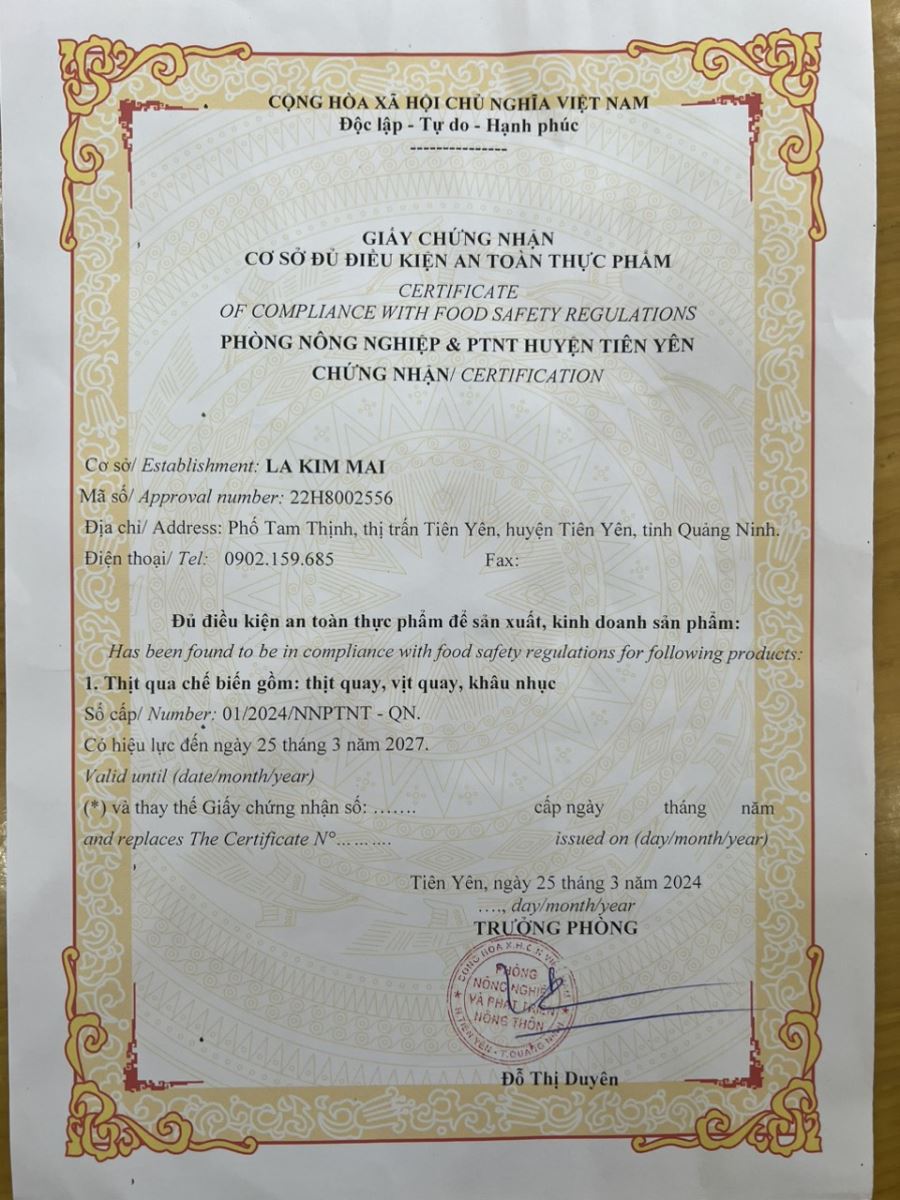 CỘNG HÒA XÃ HỘI CHỦ NGHĨA VIỆT NAM
Độc lập - Tự do - Hạnh phúc
---------------
GIẤY CHỨNG NHẬN
CƠ SỞ ĐỦ ĐIỀU KIỆN AN TOÀN THỰC PHẨM
CERTIFICATE
OF COMPLIANCE WITH FOOD SAFETY REGULATIONS
PHÒNG NÔNG NGHIỆP & PTNT HUYỆN TIÊN YÊN
CHỨNG NHẬN/ CERTIFICATION
Cơ sở/ Establishment: LA KIM MAI
Mã số/ Approval number: 22H8002556
Địa chỉ/ Address: Phố Tam Thịnh, thị trấn Tiên Yên, huyện Tiên Yên, tỉnh Quảng Ninh.
Điện thoại/ Tel: 0902.159.685 Fax:
Đủ điều kiện an toàn thực phẩm để sản xuất, kinh doanh sản phẩm:
Has been found to be in compliance with food safety regulations for following products:
1. Thịt qua chế biến gồm: thịt quay, vịt quay, khâu nhục
Số cấp/ Number: 01/2024/NNPTNT - QN.
Có hiệu lực đến ngày 25 tháng 3 năm 2027.
Valid until (date/month/year)
(*) và thay thế Giấy chứng nhận số: ....... cấp ngày tháng năm
and replaces The Certificate N°......... issued on (day/month/year)
Tiên Yên, ngày 25 tháng 3 năm 2024
...., day/month/year
TRƯỞNG PHÒNG
CỘNG HÒA X.H.C.N VIỆT NAM
PHÒNG
NÔNG NGHIỆP
VÀ PHÁT TRIỂN
NÔNG THÔN
H.TIÊN YÊN - T.QUẢNG NINH
Đỗ Thị Duyên